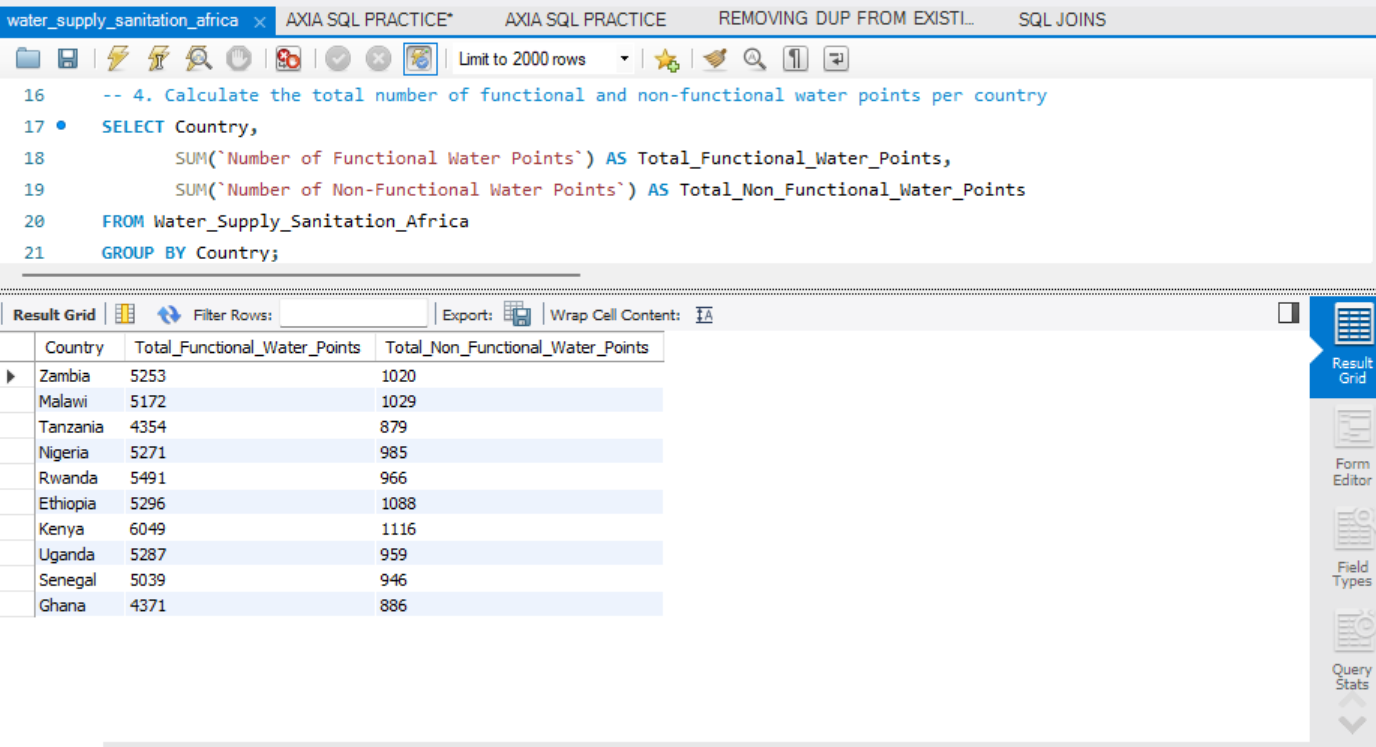 water_supply_sanitation_africa × AXIA SQL PRACTICE* AXIA SQL PRACTICE REMOVING DUP FROM EXISTI... SQL JOINS
Limit to 2000 rows
16 -- 4. Calculate the total number of functional and non-functional water points per country
17 SELECT Country,
18 SUM(`Number of Functional Water Points`) AS Total_Functional_Water_Points,
19 SUM(`Number of Non-Functional Water Points`) AS Total_Non_Functional_Water_Points
20 FROM Water_Supply_Sanitation_Africa
21 GROUP BY Country;
Result Grid Filter Rows: Export: Wrap Cell Content:
Country Total_Functional_Water_Points Total_Non_Functional_Water_Points
Zambia 5253 1020
Malawi 5172 1029
Tanzania 4354 879
Nigeria 5271 985
Rwanda 5491 966
Ethiopia 5296 1088
Kenya 6049 1116
Uganda 5287 959
Senegal 5039 946
Ghana 4371 886
Result
Grid
Form
Editor
Field
Types
Query
Stats